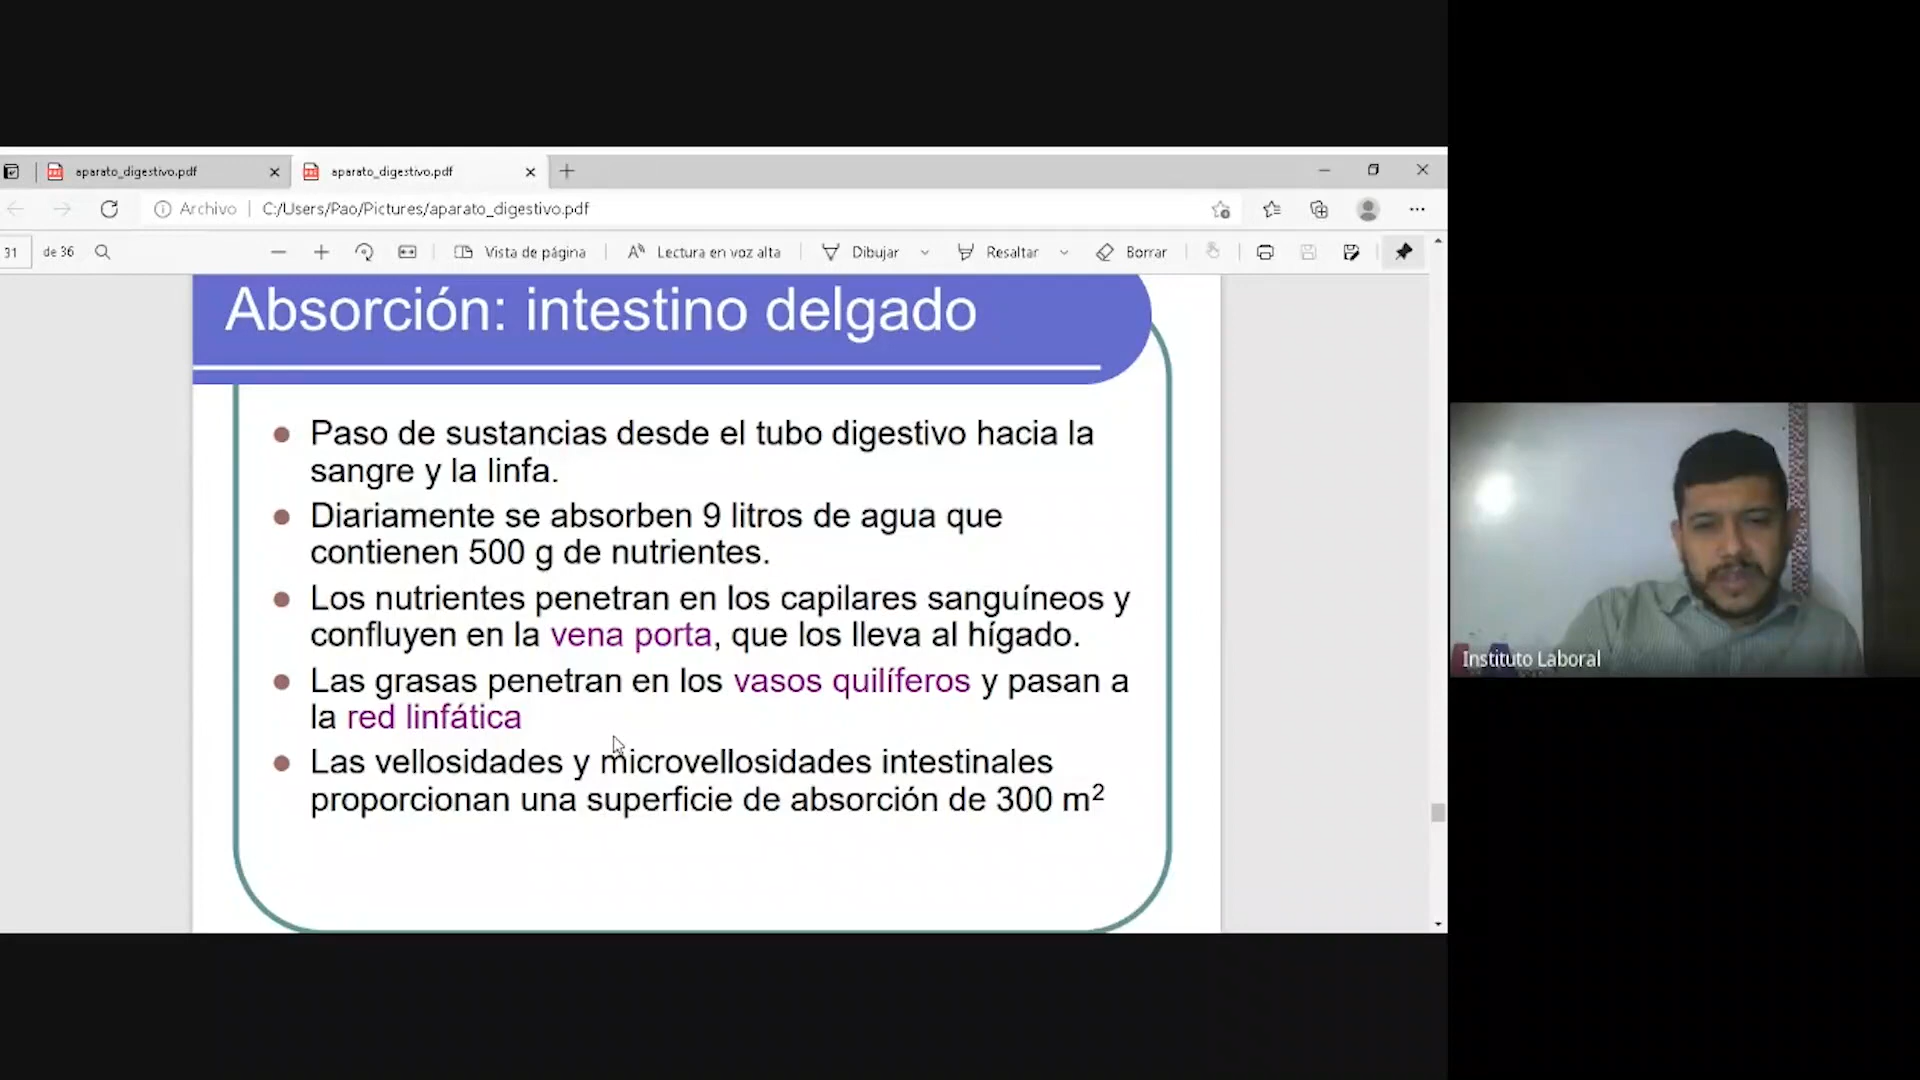 aparato_digestivo.pdf
aparato_digestivo.pdf
Archivo
C:/Users/Pao/Pictures/aparato_digestivo.pdf
31 de 36
Vista de página
Lectura en voz alta
Dibujar
Resaltar
Borrar
Absorción: intestino delgado
Paso de sustancias desde el tubo digestivo hacia la
sangre y la linfa.
Diariamente se absorben 9 litros de agua que
contienen 500 g de nutrientes.
Los nutrientes penetran en los capilares sanguíneos y
confluyen en la vena porta, que los lleva al hígado.
Las grasas penetran en los vasos quilíferos y pasan a
la red linfática
Las vellosidades y microvellosidades intestinales
proporcionan una superficie de absorción de 300 m²
Instituto Laboral